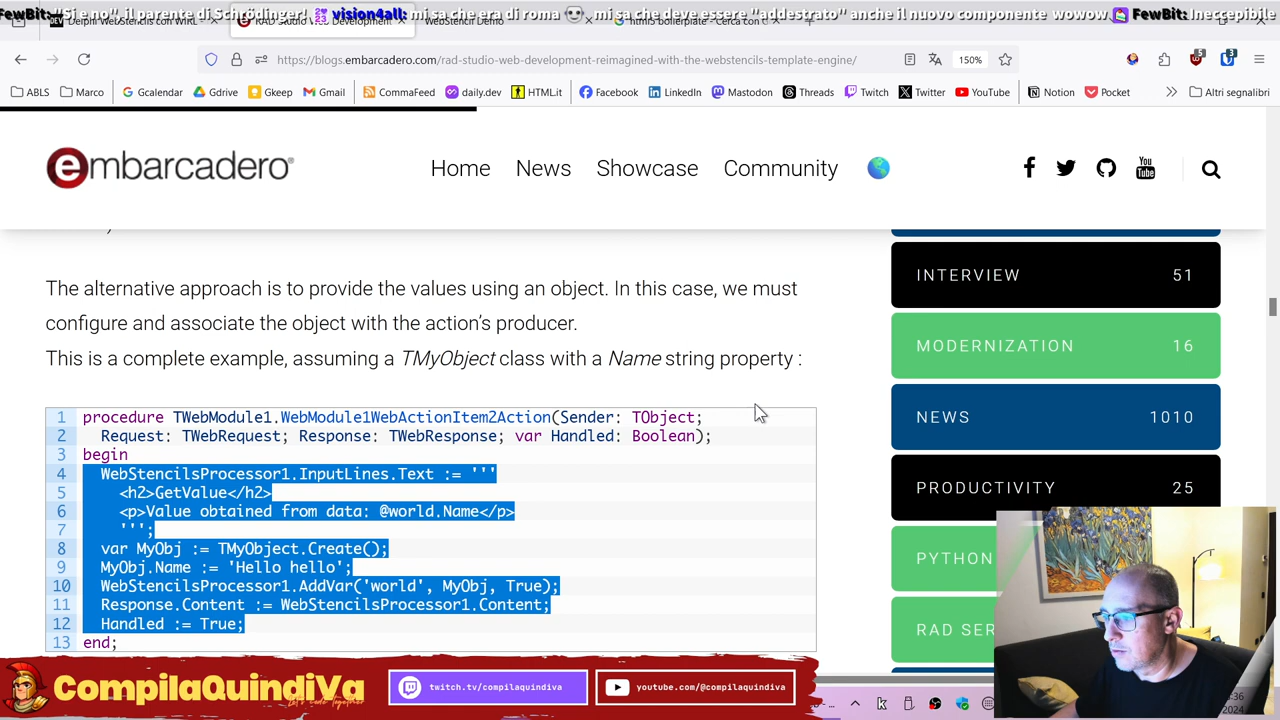 FewBit: "Sie no", il parente di Schrödinger! vision4all: mi sa che era di roma mi sa che deve essere "addestrato" anche il nuovo componente wowow FewBit: Ineccepibile
https://blogs.embarcadero.com/rad-studio-web-development-reimagined-with-the-webstencils-template-engine/
150%
5
3
ABLS
Marco
Gcalendar
Gdrive
Gkeep
Gmail
CommaFeed
daily.dev
HTML.it
Facebook
LinkedIn
Mastodon
Threads
Twitch
Twitter
YouTube
Notion
Pocket
Altri segnalibri
embarcadero®
Home
News
Showcase
Community
The alternative approach is to provide the values using an object. In this case, we must
configure and associate the object with the action's producer.
This is a complete example, assuming a TMyObject class with a Name string property :
1 procedure TWebModule1.WebModule1WebActionItem2Action(Sender: TObject;
2 Request: TWebRequest; Response: TWebResponse; var Handled: Boolean);
3 begin
4 WebStencilsProcessor1.InputLines.Text := '''
5 <h2>GetValue</h2>
6 <p>Value obtained from data: @world.Name</p>
7 ''';
8 var MyObj := TMyObject.Create();
9 MyObj.Name := 'Hello hello';
10 WebStencilsProcessor1.AddVar('world', MyObj, True);
11 Response.Content := WebStencilsProcessor1.Content;
12 Handled := True;
13 end;
INTERVIEW 51
MODERNIZATION 16
NEWS 1010
PRODUCTIVITY 25
PYTHON
RAD SER
CompilaQuindiVa
Let's code Together
twitch.tv/compilaquindiva
youtube.com/@compilaquindiva